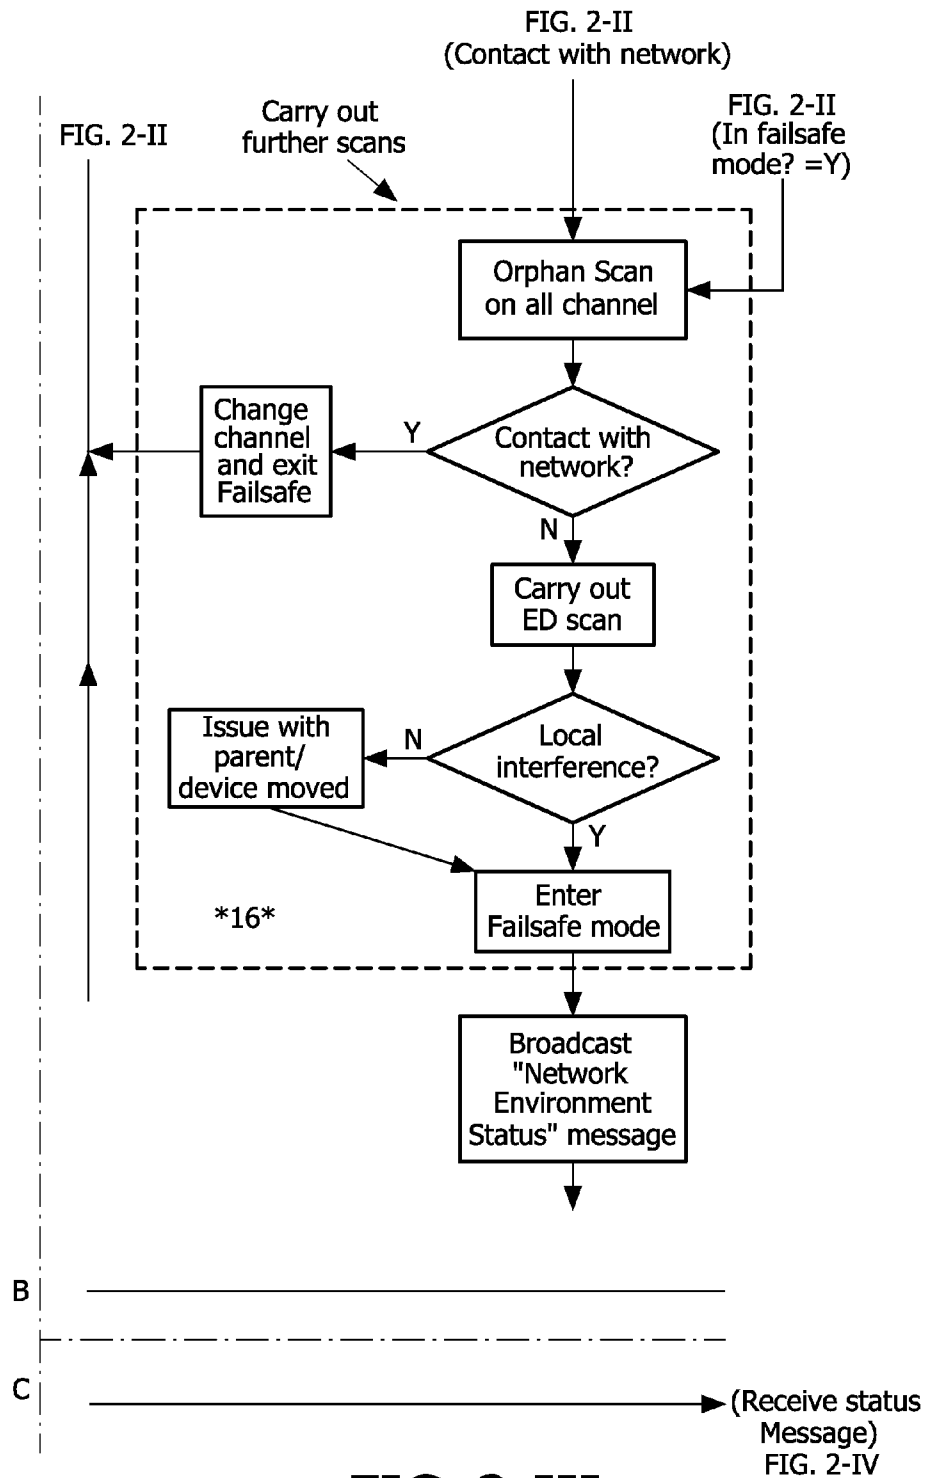 FIG. 2-II
(Contact with network)
FIG. 2-II
(In failsafe
mode? =Y)
Carry out
further scans
FIG. 2-II
Orphan Scan
on all channel
Change
channel
and exit
Failsafe
Y
Contact with
network?
N
Carry out
ED scan
Issue with
parent/
device moved
N
Local
interference?
Y
Enter
Failsafe mode
*16*
Broadcast
"Network
Environment
Status" message
B
C
(Receive status
Message)
FIG. 2-IV
FIG. 2-III